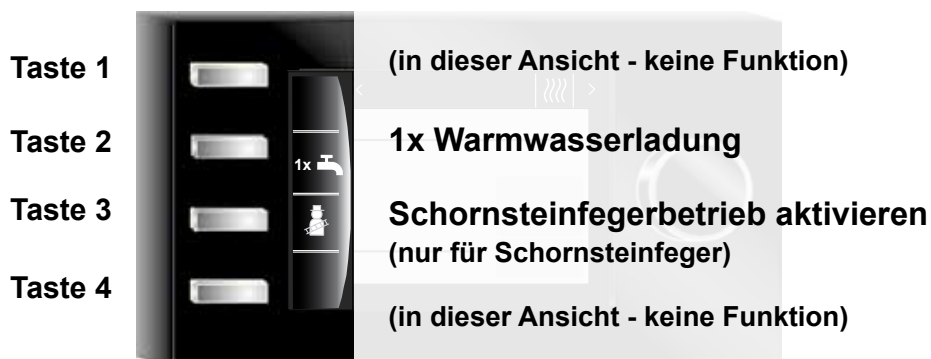 Taste 1
(in dieser Ansicht - keine Funktion)
Taste 2
1x Warmwasserladung
1x
Taste 3
Schornsteinfegerbetrieb aktivieren
(nur für Schornsteinfeger)
Taste 4
(in dieser Ansicht - keine Funktion)